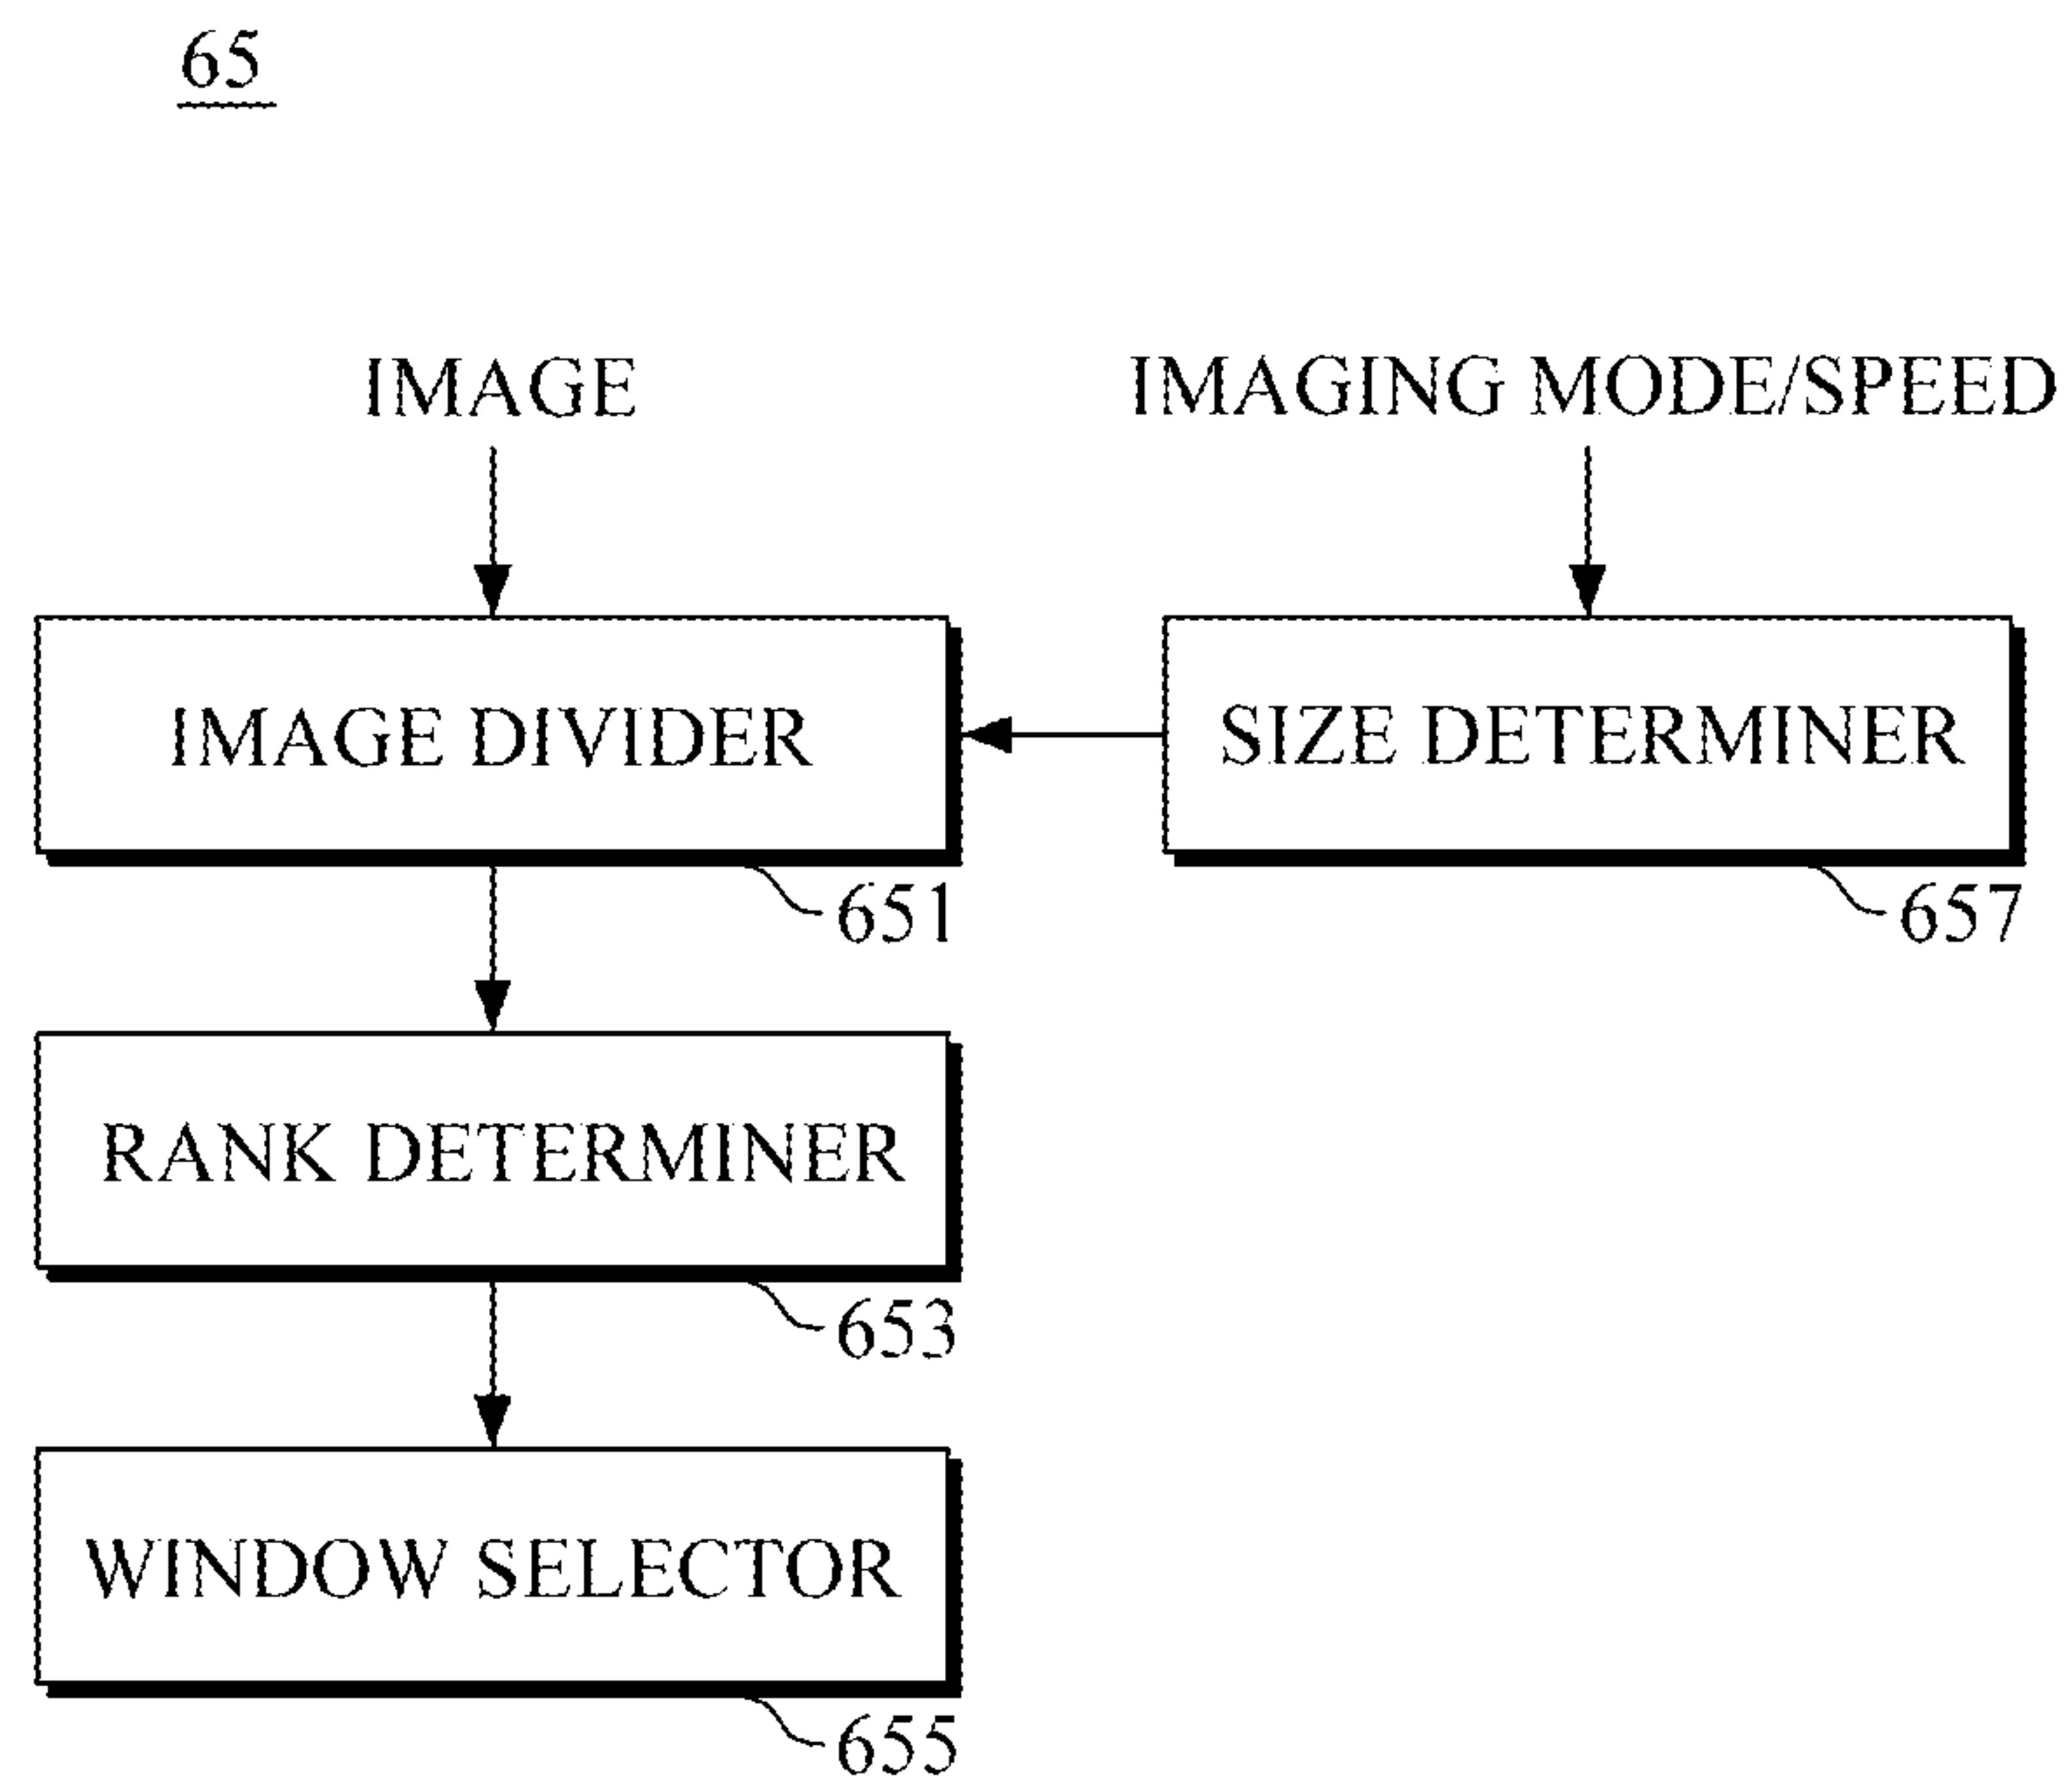 65
IMAGE
IMAGING MODE/SPEED
IMAGE DIVIDER
SIZE DETERMINER
651
657
RANK DETERMINER
653
WINDOW SELECTOR
655